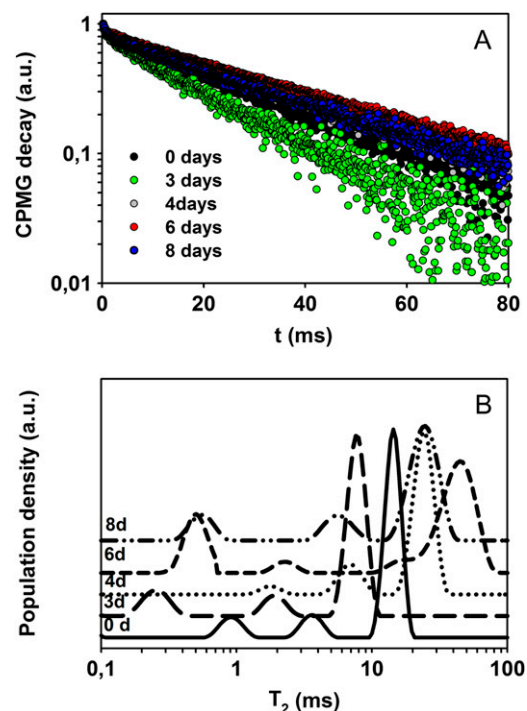 A
CPMG decay (a.u.)
1
0,1
0,01
0 days
3 days
4days
6 days
8 days
0 20 40 60 80
t (ms)
B
Population density (a.u.)
8d
6d
4d
3d
0 d
0,1 1 10 100
T2 (ms)